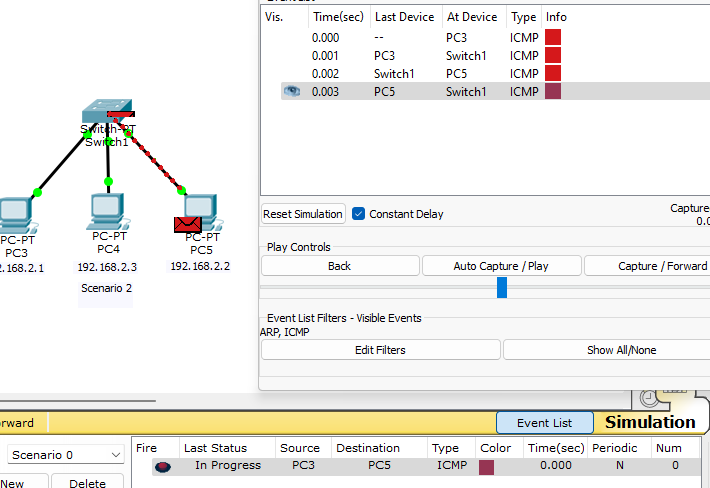 Vis. Time(sec) Last Device At Device Type Info
0.000 -- PC3 ICMP
0.001 PC3 Switch1 ICMP
0.002 Switch1 PC5 ICMP
0.003 PC5 Switch1 ICMP
Switch-PT
Switch1
PC-PT
PC3
PC-PT
PC4
192.168.2.3
PC-PT
PC5
192.168.2.2
2.168.2.1
Scenario 2
Reset Simulation Constant Delay Capture
0.0
Play Controls
Back Auto Capture / Play Capture / Forward
Event List Filters - Visible Events
ARP, ICMP
Edit Filters Show All/None
rward Event List Simulation
Scenario 0
New Delete
Fire Last Status Source Destination Type Color Time(sec) Periodic Num
In Progress PC3 PC5 ICMP 0.000 N 0